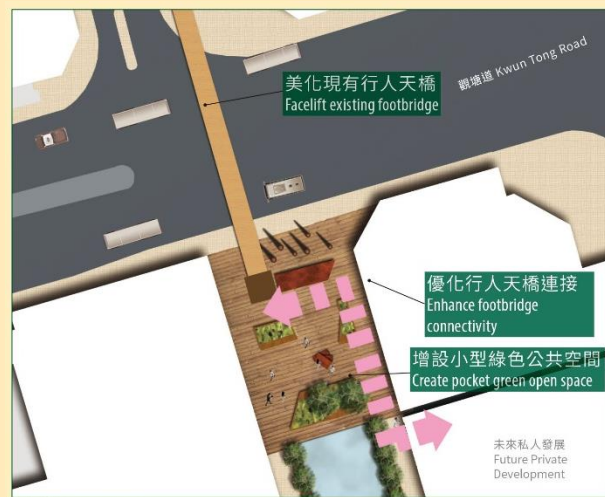 美化現有行人天橋
Facelift existing footbridge
觀塘道 Kwun Tong Road
優化行人天橋連接
Enhance footbridge
connectivity
增設小型綠色公共空間
Create pocket green open space
未來私人發展
Future Private
Development